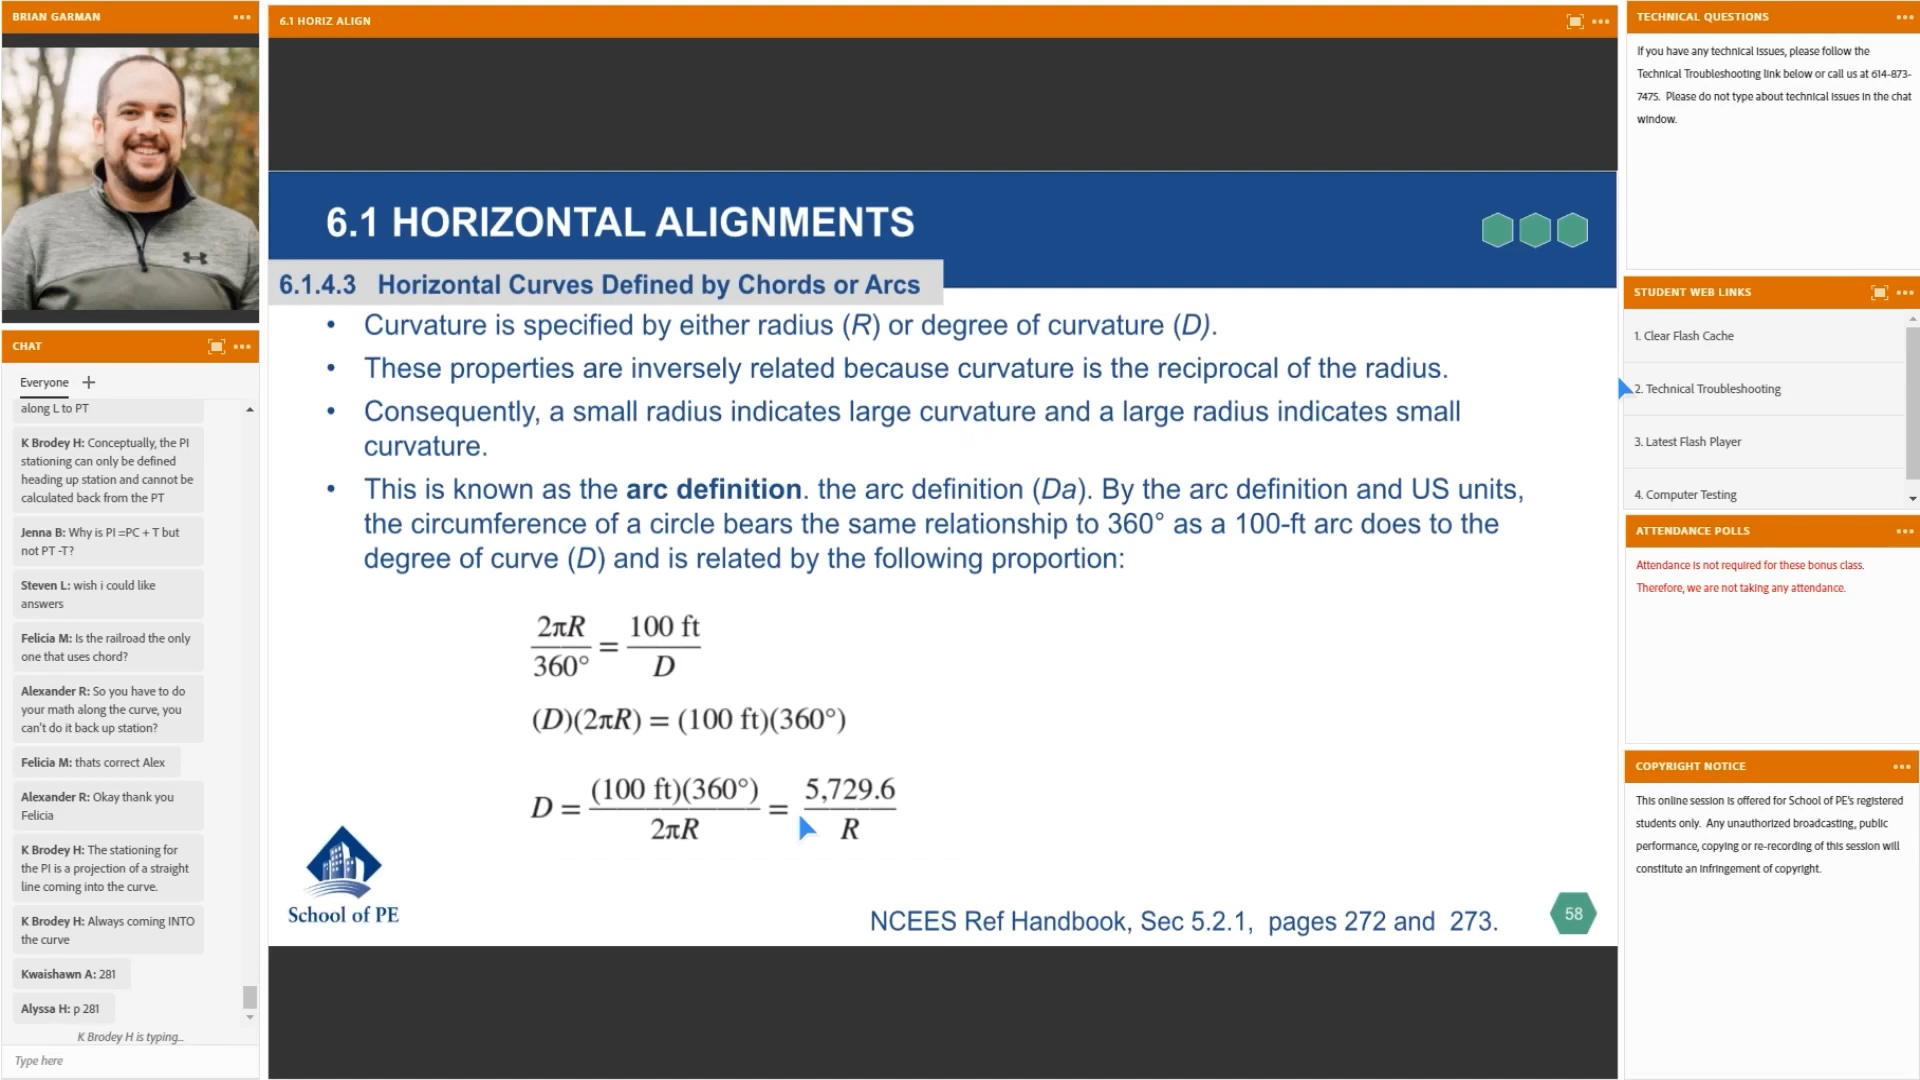 BRIAN GARMAN
CHAT
Everyone
along L to PT
K Brodey H: Conceptually, the PI
stationing can only be defined
heading up station and cannot be
calculated back from the PT
Jenna B: Why is PI =PC + T but
not PT -T?
Steven L: wish i could like
answers
Felicia M: Is the railroad the only
one that uses chord?
Alexander R: So you have to do
your math along the curve, you
can't do it back up station?
Felicia M: thats correct Alex
Alexander R: Okay thank you
Felicia
K Brodey H: The stationing for
the PI is a projection of a straight
line coming into the curve.
K Brodey H: Always coming INTO
the curve
Kwaishawn A: 281
Alyssa H: p 281
K Brodey H is typing...
Type here
6.1 HORIZ ALIGN
6.1 HORIZONTAL ALIGNMENTS
6.1.4.3 Horizontal Curves Defined by Chords or Arcs
• Curvature is specified by either radius (R) or degree of curvature (D).
• These properties are inversely related because curvature is the reciprocal of the radius.
• Consequently, a small radius indicates large curvature and a large radius indicates small
curvature.
• This is known as the arc definition. the arc definition (Da). By the arc definition and US units,
the circumference of a circle bears the same relationship to 360° as a 100-ft arc does to the
degree of curve (D) and is related by the following proportion:
2πR / 360° = 100 ft / D
(D)(2πR) = (100 ft)(360°)
D = (100 ft)(360°) / 2πR = 5,729.6 / R
School of PE
NCEES Ref Handbook, Sec 5.2.1, pages 272 and 273.
58
TECHNICAL QUESTIONS
If you have any technical issues, please follow the
Technical Troubleshooting link below or call us at 614-873-
7475. Please do not type about technical issues in the chat
window.
STUDENT WEB LINKS
1. Clear Flash Cache
2. Technical Troubleshooting
3. Latest Flash Player
4. Computer Testing
ATTENDANCE POLLS
Attendance is not required for these bonus class.
Therefore, we are not taking any attendance.
COPYRIGHT NOTICE
This online session is offered for School of PE's registered
students only. Any unauthorized broadcasting, public
performance, copying or re-recording of this session will
constitute an infringement of copyright.